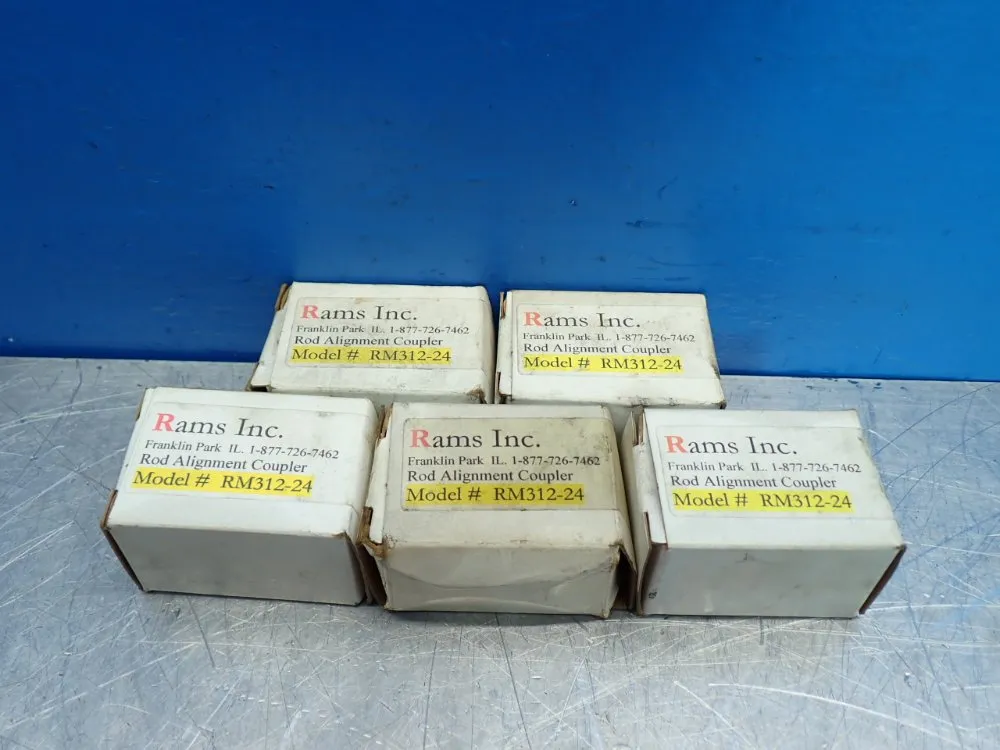 Rams Inc.
Franklin Park IL. 1-877-726-7462
Rod Alignment Coupler
Model # RM312-24
Rams Inc.
Franklin Park IL. 1-877-726-7462
Rod Alignment Coupler
Model # RM312-24
Rams Inc.
Franklin Park IL. 1-877-726-7462
Rod Alignment Coupler
Model # RM312-24
Rams Inc.
Franklin Park IL. 1-877-726-7462
Rod Alignment Coupler
Model # RM312-24
Rams Inc.
Franklin Park IL. 1-877-726-7462
Rod Alignment Coupler
Model # RM312-24